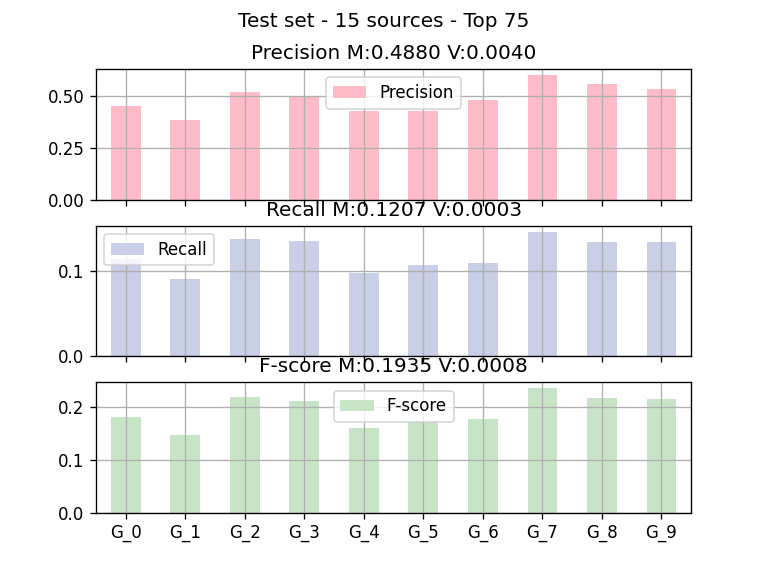 Test set - 15 sources - Top 75
Precision M:0.4880 V:0.0040
0.50
0.25
0.00
Precision
Recall M:0.1207 V:0.0003
0.1
0.0
Recall
F-score M:0.1935 V:0.0008
0.2
0.1
0.0
F-score
G_0 G_1 G_2 G_3 G_4 G_5 G_6 G_7 G_8 G_9